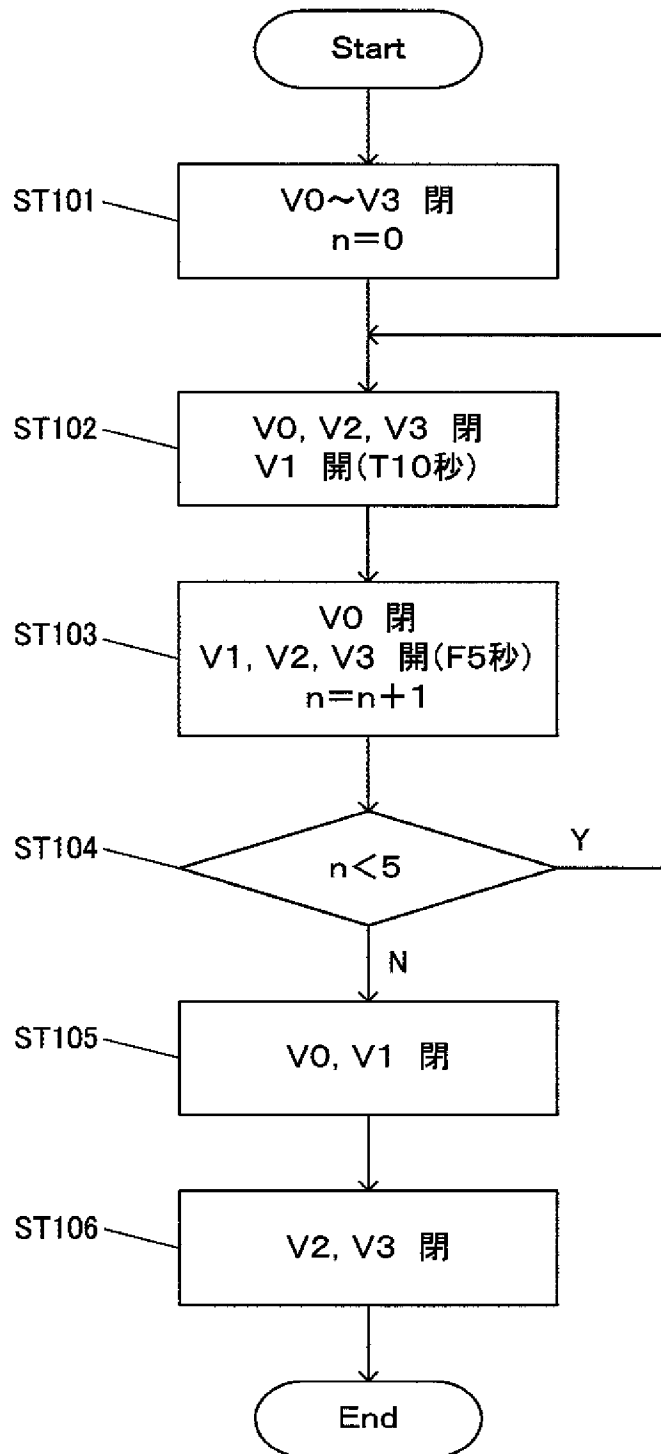 Start
ST101
V0～V3 閉
n=0
ST102
V0, V2, V3 閉
V1 開(T10秒)
ST103
V0 閉
V1, V2, V3 開(F5秒)
n=n+1
ST104
n<5
Y
N
ST105
V0, V1 閉
ST106
V2, V3 閉
End